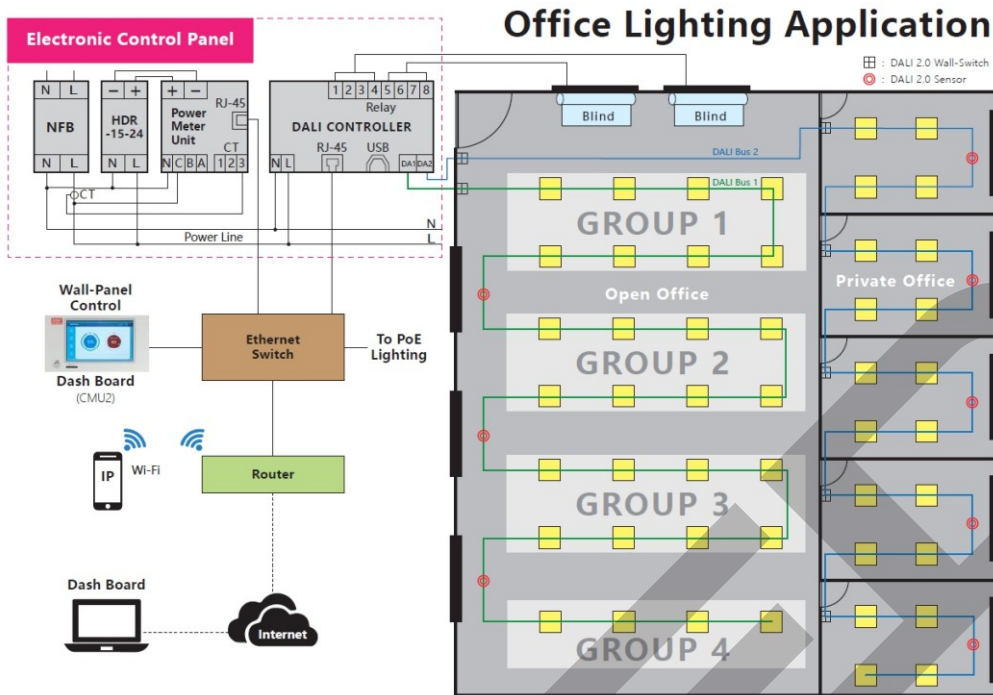 Office Lighting Application
Electronic Control Panel
: DALI 2.0 Wall-Switch
: DALI 2.0 Sensor
N L
NFB
N L
- +
HDR
-15-24
N L
+ -
RJ-45
Power
Meter
Unit
CT
N C B A 1 2 3
1 2 3 4 5 6 7 8
Relay
DALI CONTROLLER
RJ-45 USB
N L
DA1 DA2
CT
N
Power Line
L
Blind
Blind
DALI Bus 2
DALI Bus 1
GROUP 1
Open Office
Private Office
GROUP 2
GROUP 3
GROUP 4
Wall-Panel
Control
Dash Board
(CMU2)
Ethernet
Switch
To PoE
Lighting
IP
Wi-Fi
Router
Dash Board
Internet